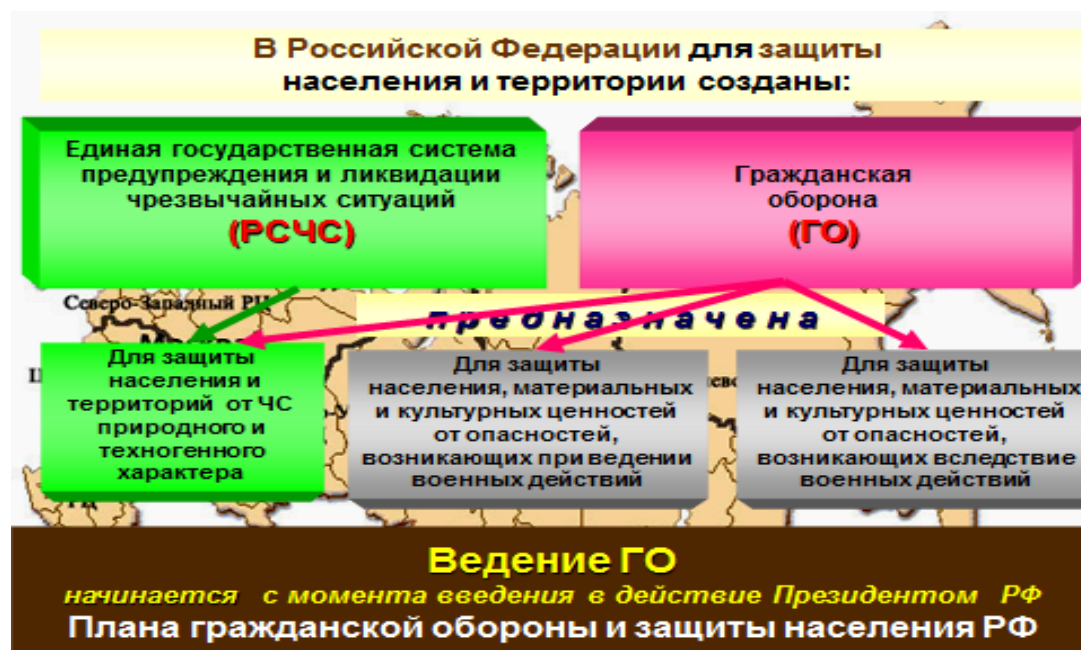 В Российской Федерации для защиты
населения и территории созданы:
Единая государственная система
предупреждения и ликвидации
чрезвычайных ситуаций
(РСЧС)
Гражданская
оборона
(ГО)
Северо-Западный РЦ
предназначена
Для защиты
населения и
территорий от ЧС
природного и
техногенного
характера
Для защиты
населения, материальных
и культурных ценностей
от опасностей,
возникающих при ведении
военных действий
Для защиты
населения, материальных
и культурных ценностей
от опасностей,
возникающих вследствие
военных действий
Ведение ГО
начинается с момента введения в действие Президентом РФ
Плана гражданской обороны и защиты населения РФ